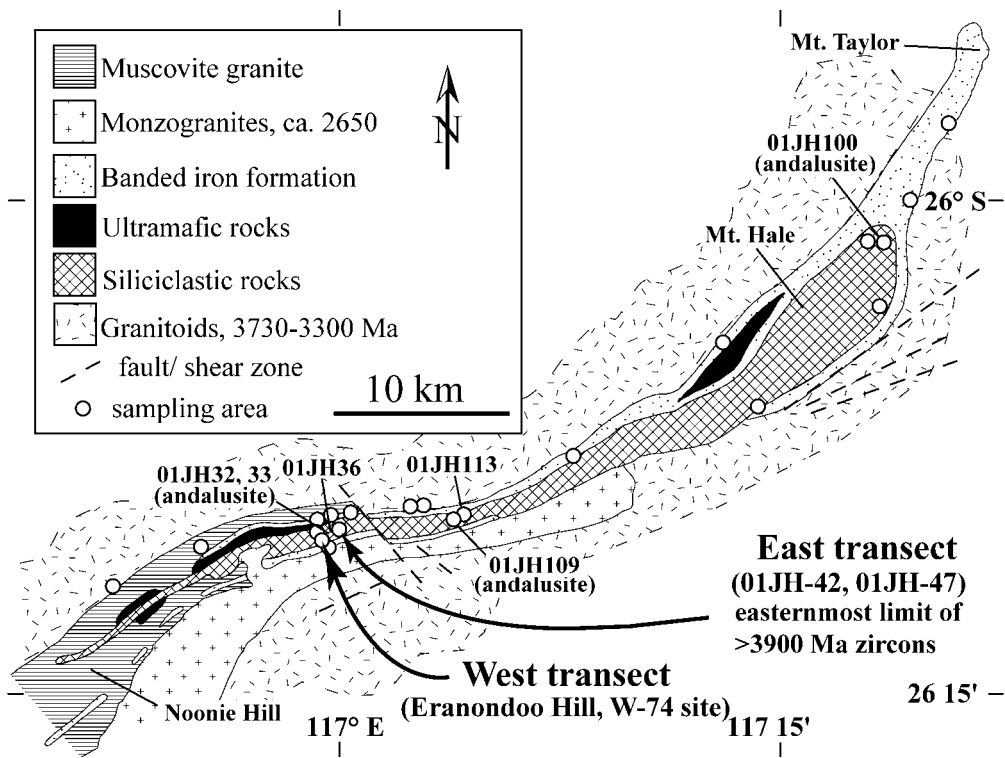 Muscovite granite
Monzogranites, ca. 2650
Banded iron formation
Ultramafic rocks
Siliciclastic rocks
Granitoids, 3730-3300 Ma
fault/ shear zone
sampling area
10 km
N
Mt. Taylor
01JH100
(andalusite)
26° S
Mt. Hale
01JH32, 33
(andalusite)
01JH36
01JH113
01JH109
(andalusite)
East transect
(01JH-42, 01JH-47)
easternmost limit of
>3900 Ma zircons
West transect
(Eranondoo Hill, W-74 site)
Noonie Hill
26 15'
117° E
117 15'